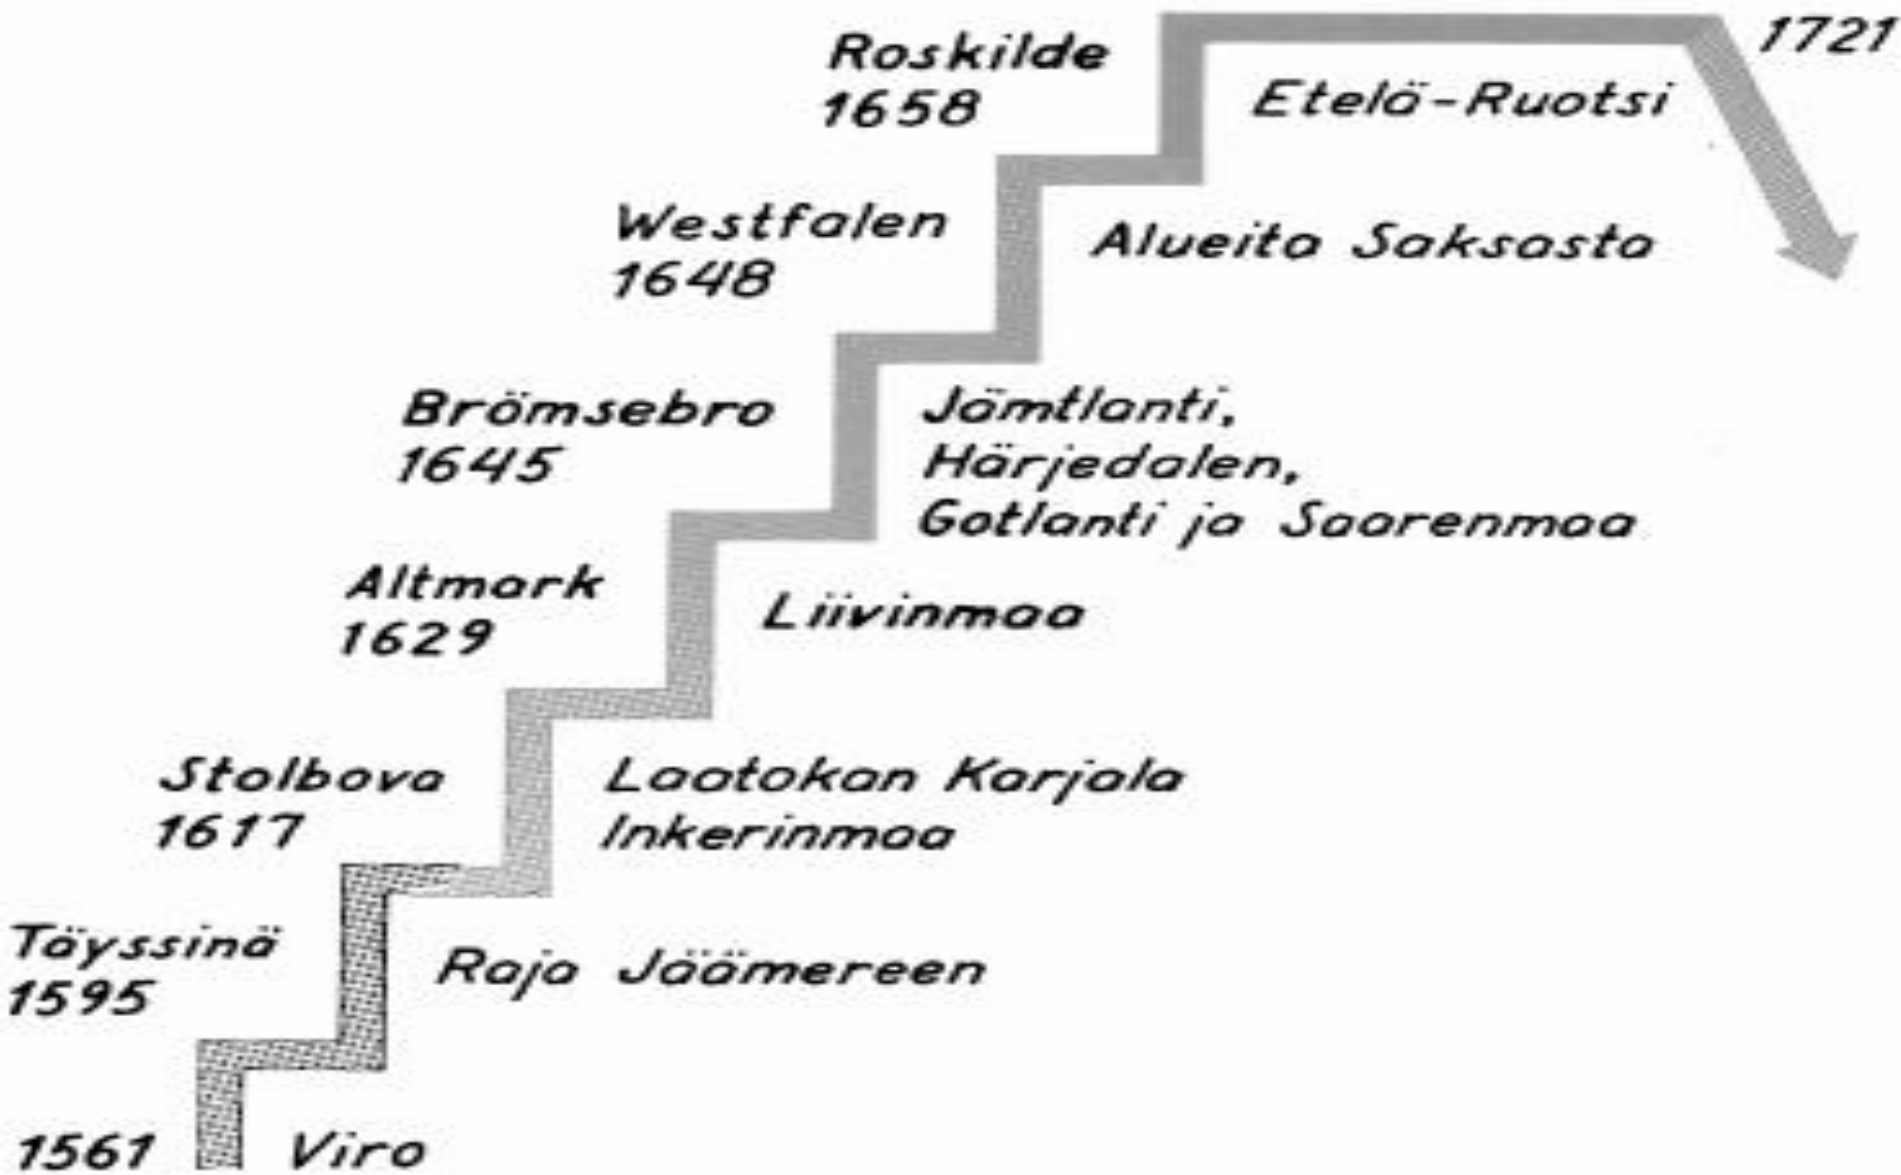 Roskilde
1658
1721
Etelä-Ruotsi
Westfalen
1648
Alueita Saksasta
Brömsebro
1645
Jämtlanti,
Härjedalen,
Gotlanti ja Saarenmaa
Altmark
1629
Liivinmaa
Stolbova
1617
Laatokan Karjala
Inkerinmaa
Täyssinä
1595
Raja Jäämereen
1561
Viro